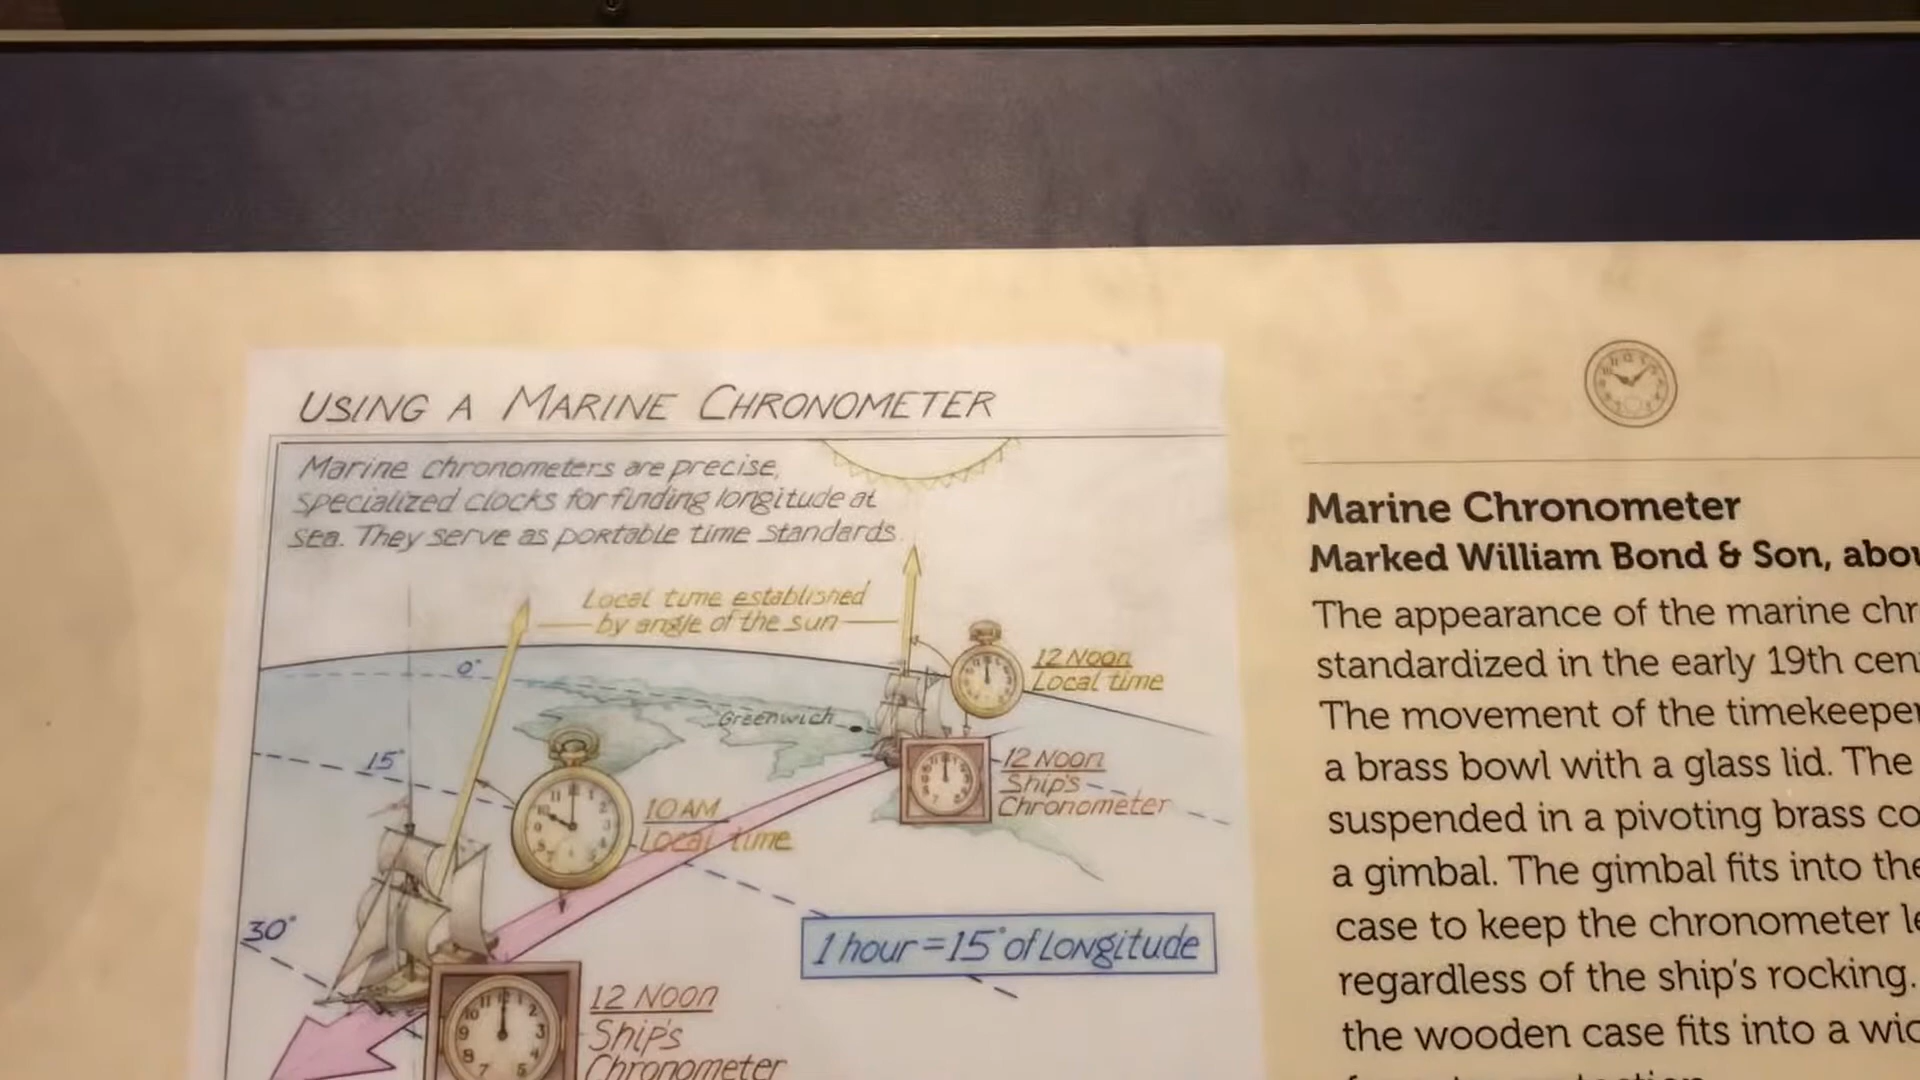 USING A MARINE CHRONOMETER
Marine chronometers are precise,
specialized clocks for finding longitude at
sea. They serve as portable time standards
Local time established
by angle of the sun
0°
12 Noon
Local time
Greenwich
15°
12 Noon
Ship's
Chronometer
10 AM
Local time
30°
1 hour = 15° of longitude
12 Noon
Ship's
Chronometer
Marine Chronometer
Marked William Bond & Son, abou
The appearance of the marine chr
standardized in the early 19th cen
The movement of the timekeeper
a brass bowl with a glass lid. The
suspended in a pivoting brass co
a gimbal. The gimbal fits into the
case to keep the chronometer le
regardless of the ship's rocking.
the wooden case fits into a wic